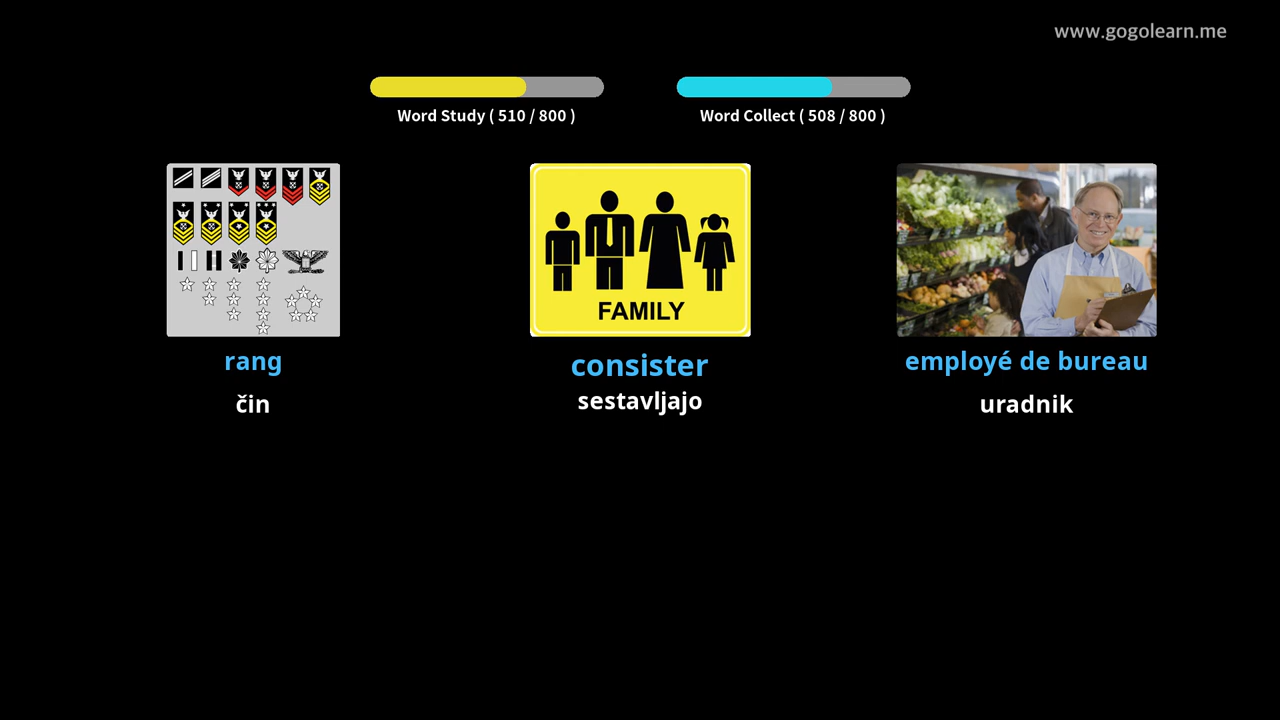 www.gogolearn.me
Word Study ( 510 / 800 )
Word Collect ( 508 / 800 )
FAMILY
rang
consister
employé de bureau
čin
sestavljajo
uradnik